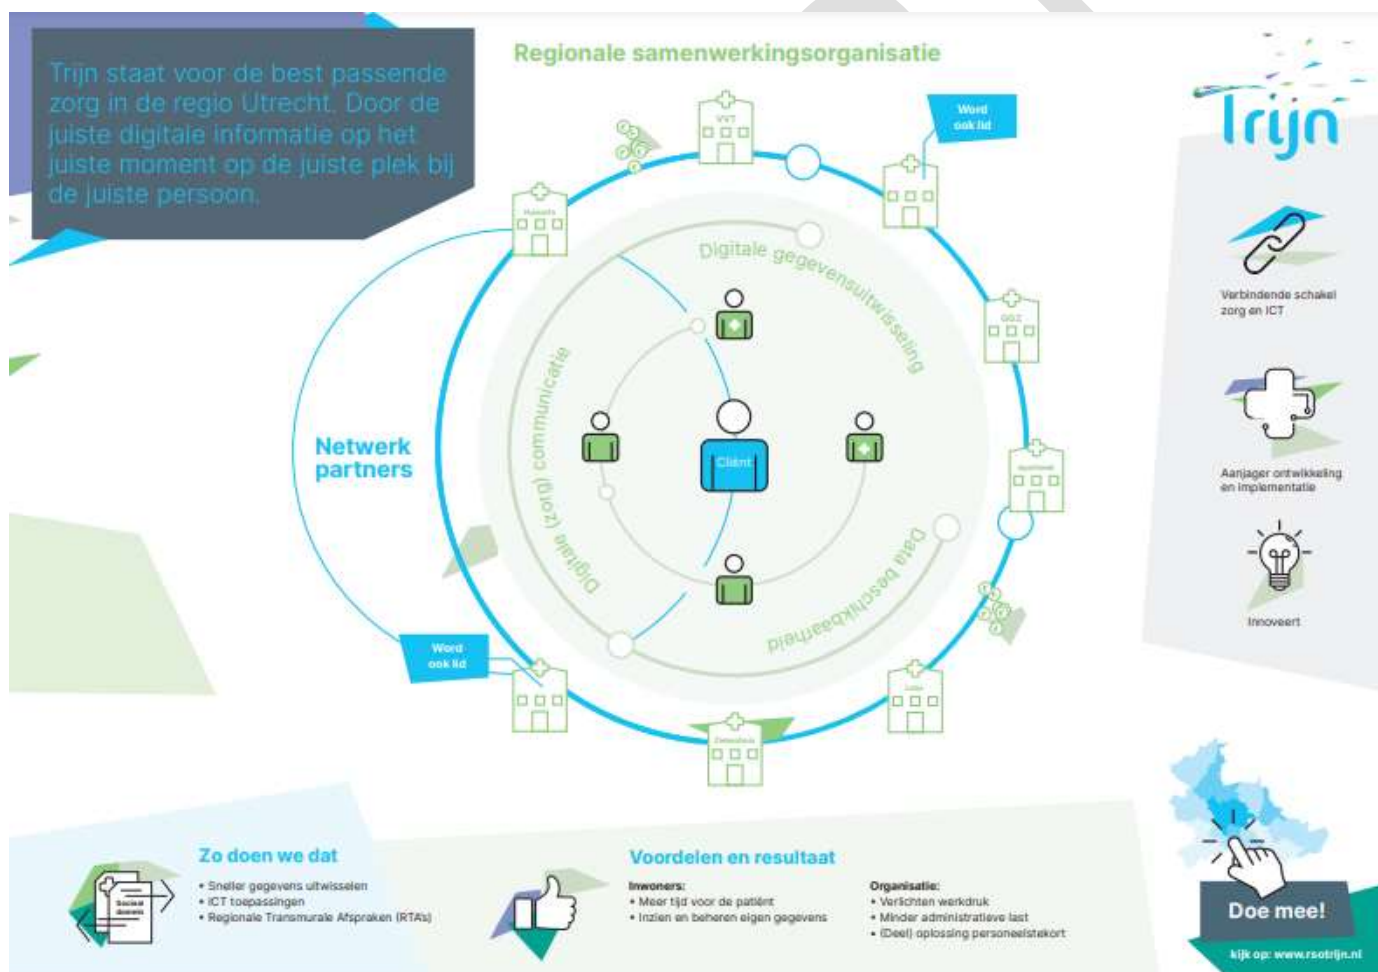 Trijn staat voor de best passende
zorg in de regio Utrecht. Door de
juiste digitale informatie op het
juiste moment op de juiste plek bij
de juiste persoon.
Regionale samenwerkingsorganisatie
Trijn
VVT
Word
ook lid
Huisarts
GGZ
Digitale gegevensuitwisseling
Digitale (zorg) communicatie
Data beschikbaarheid
Cliënt
Netwerk
partners
Word
ook lid
Ziekenhuis
Verbindende schakel
zorg en ICT
Aanjager ontwikkeling
en implementatie
Innoveert
Sociaal
domein
Zo doen we dat
• Sneller gegevens uitwisselen
• ICT toepassingen
• Regionale Transmurale Afspraken (RTA's)
Voordelen en resultaat
Inwoners:
• Meer tijd voor de patiënt
• Inzien en beheren eigen gegevens
Organisatie:
• Verlichten werkdruk
• Minder administratieve last
• (Deel) oplossing personeelstekort
Doe mee!
kijk op: www.rsotrijn.nl